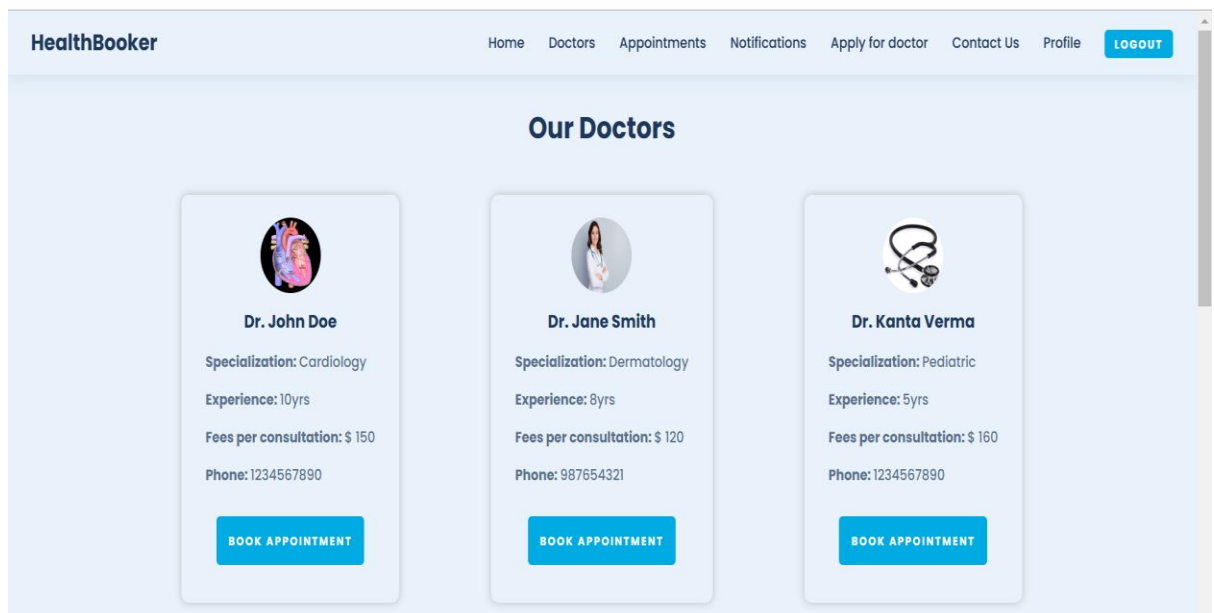 HealthBooker
Home Doctors Appointments Notifications Apply for doctor Contact Us Profile LOGOUT
Our Doctors
Dr. John Doe
Specialization: Cardiology
Experience: 10yrs
Fees per consultation: $ 150
Phone: 1234567890
BOOK APPOINTMENT
Dr. Jane Smith
Specialization: Dermatology
Experience: 8yrs
Fees per consultation: $ 120
Phone: 987654321
BOOK APPOINTMENT
Dr. Kanta Verma
Specialization: Pediatric
Experience: 5yrs
Fees per consultation: $ 160
Phone: 1234567890
BOOK APPOINTMENT